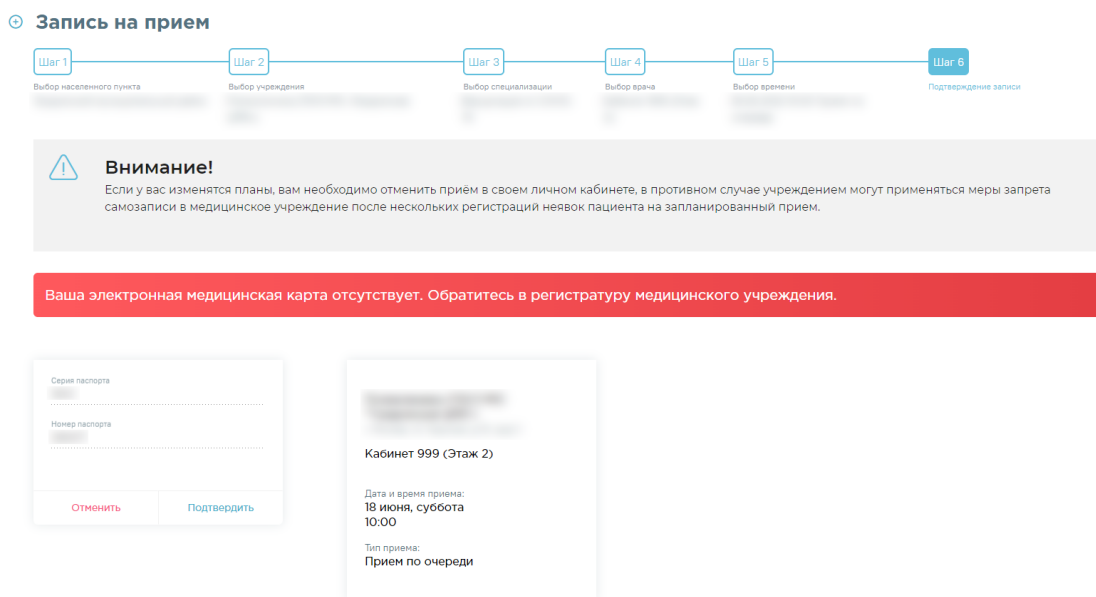 Запись на прием
Шаг 1
Шаг 2
Шаг 3
Шаг 4
Шаг 5
Шаг 6
Выбор населенного пункта
Выбор учреждения
Выбор специализации
Выбор врача
Выбор времени
Подтверждение записи
Внимание!
Если у вас изменятся планы, вам необходимо отменить приём в своем личном кабинете, в противном случае учреждением могут применяться меры запрета
самозаписи в медицинское учреждение после нескольких регистраций неявок пациента на запланированный прием.
Ваша электронная медицинская карта отсутствует. Обратитесь в регистратуру медицинского учреждения.
Серия паспорта
Номер паспорта
Отменить
Подтвердить
Кабинет 999 (Этаж 2)
Дата и время приема:
18 июня, суббота
10:00
Тип приема:
Прием по очереди